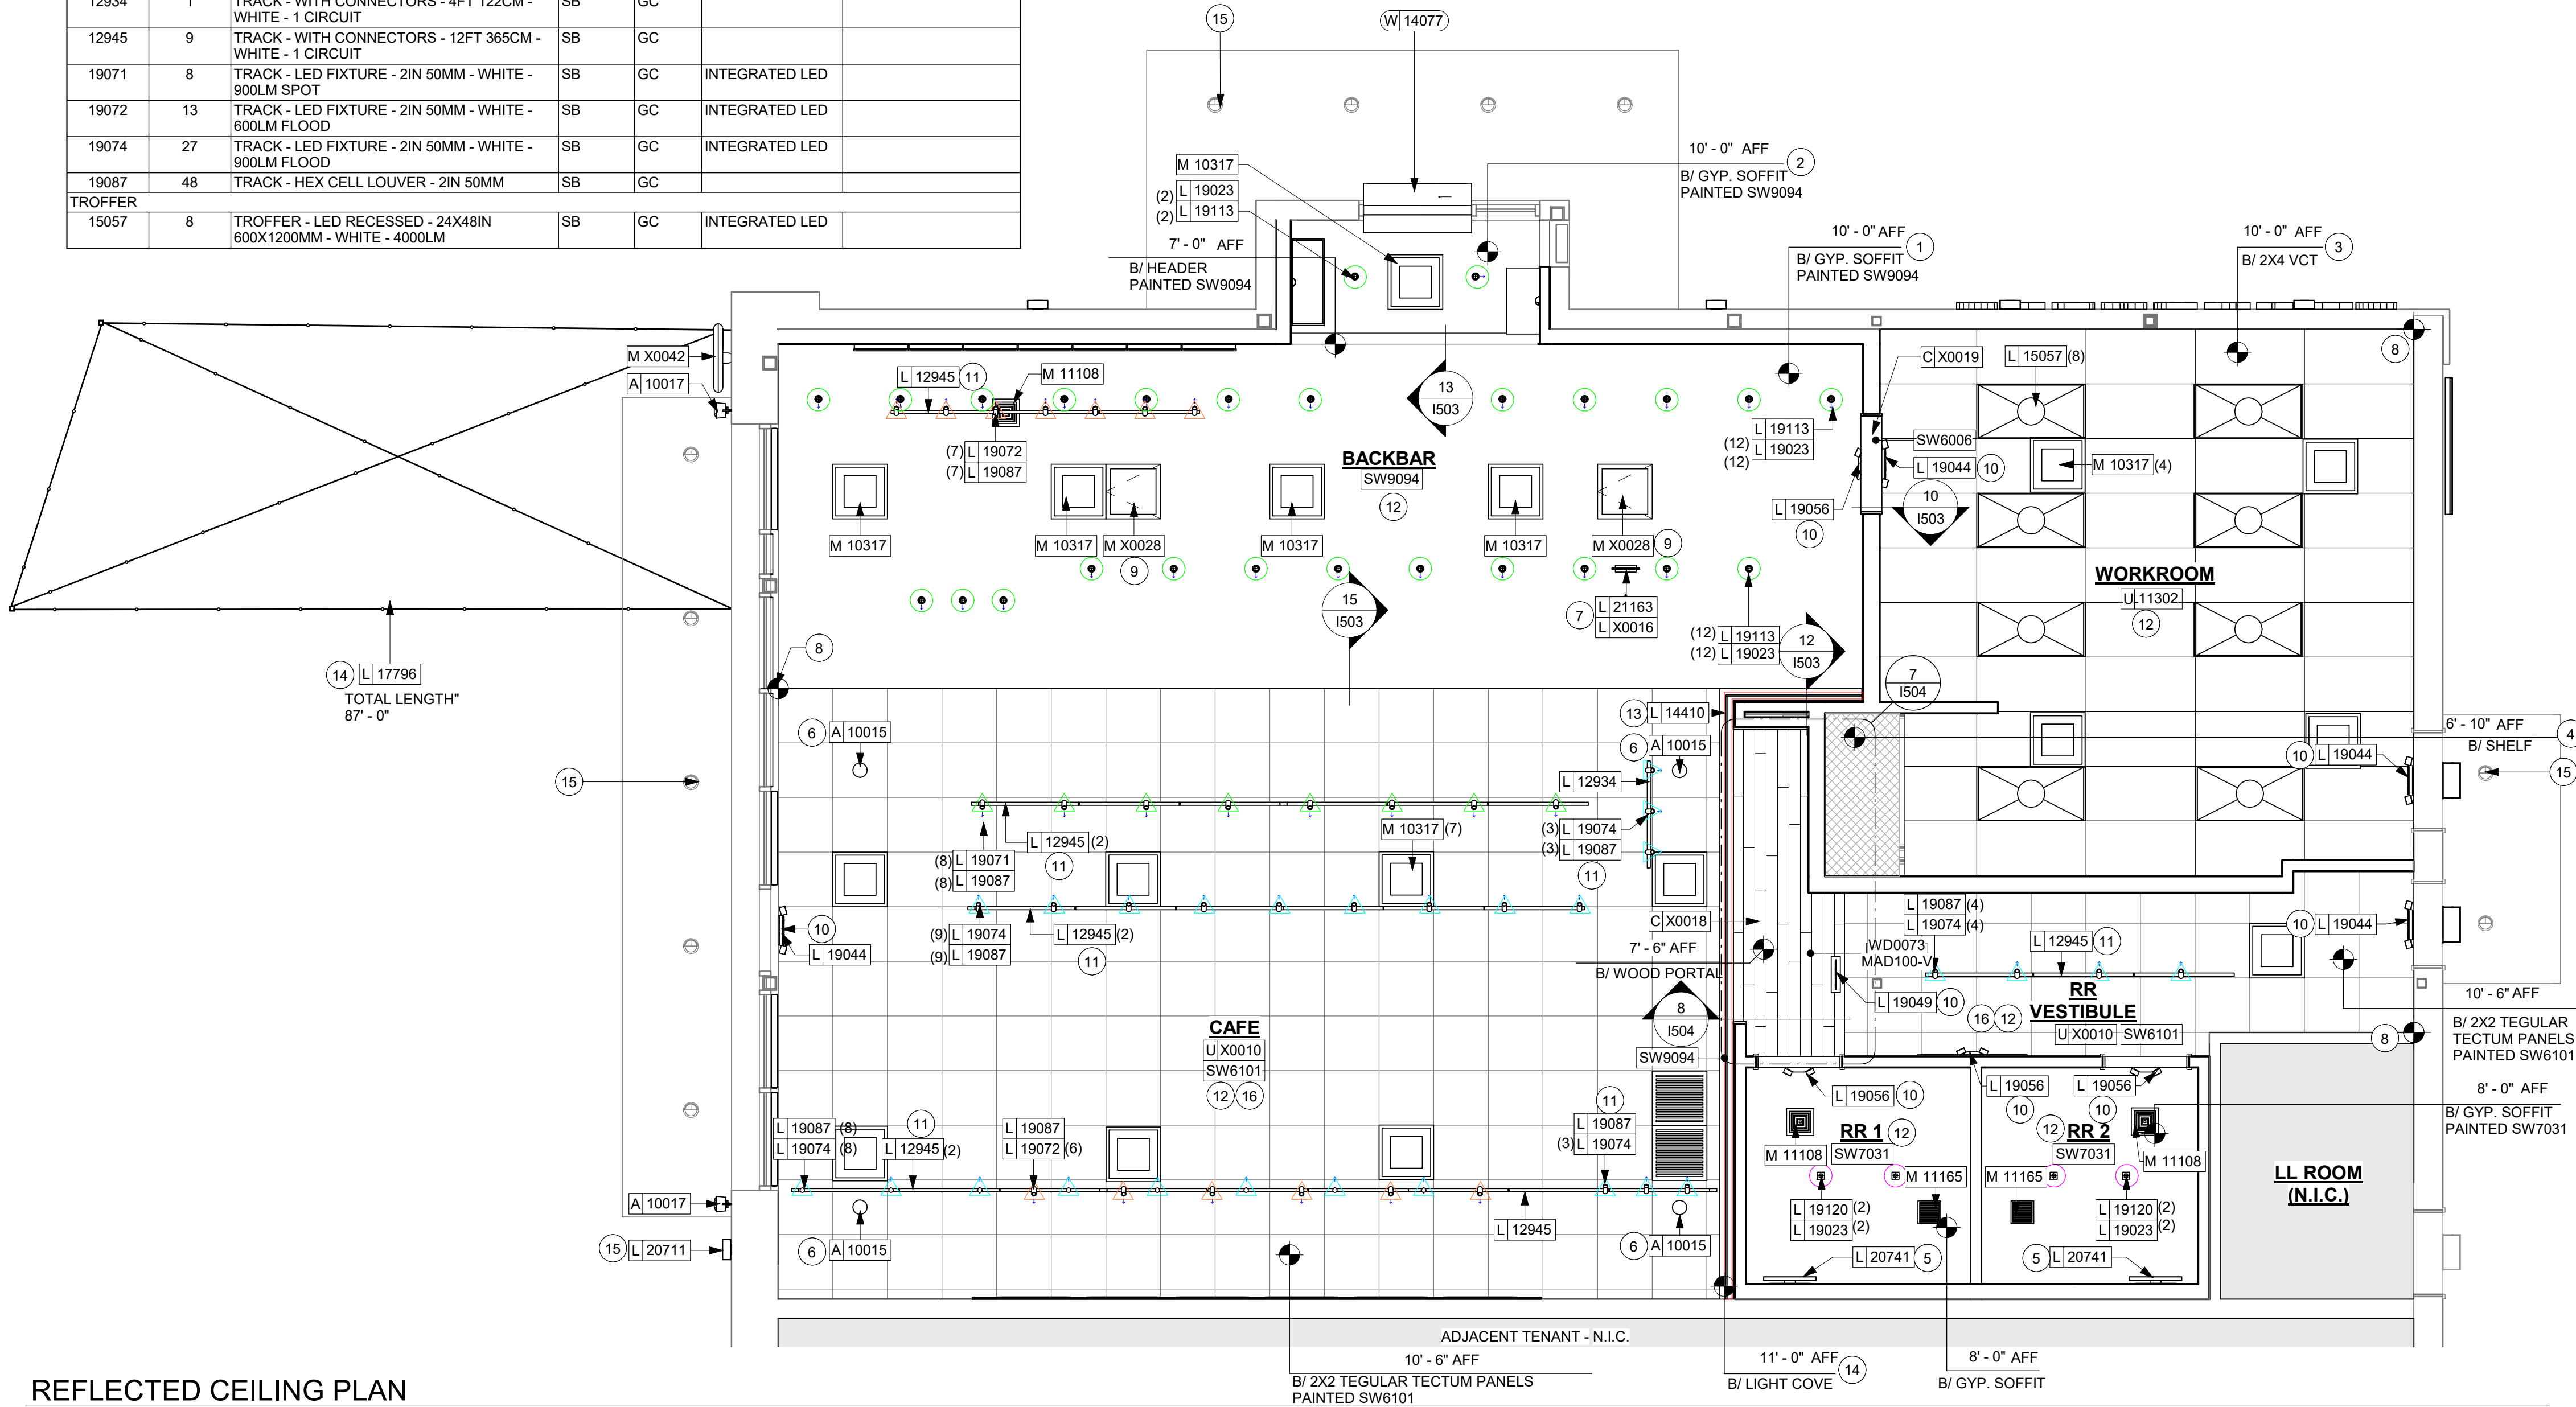 12934 1 TRACK - WITH CONNECTORS - 4FT 122CM - SB GC
WHITE - 1 CIRCUIT
12945 9 TRACK - WITH CONNECTORS - 12FT 365CM - SB GC
WHITE - 1 CIRCUIT
19071 8 TRACK - LED FIXTURE - 2IN 50MM - WHITE - SB GC INTEGRATED LED
900LM SPOT
19072 13 TRACK - LED FIXTURE - 2IN 50MM - WHITE - SB GC INTEGRATED LED
600LM FLOOD
19074 27 TRACK - LED FIXTURE - 2IN 50MM - WHITE - SB GC INTEGRATED LED
900LM FLOOD
19087 48 TRACK - HEX CELL LOUVER - 2IN 50MM SB GC
TROFFER
15057 8 TROFFER - LED RECESSED - 24X48IN SB GC INTEGRATED LED
600X1200MM - WHITE - 4000LM
15
W 14077
M 10317
(2) L 19023
(2) L 19113
7' - 0" AFF
B/ HEADER
PAINTED SW9094
10' - 0" AFF 2
B/ GYP. SOFFIT
PAINTED SW9094
10' - 0" AFF 1
B/ GYP. SOFFIT
PAINTED SW9094
10' - 0" AFF 3
B/ 2X4 VCT
M X0042
A 10017
L 12945 11
M 11108
13
I503
C X0019
L 15057 (8)
8
(7) L 19072
(7) L 19087
BACKBAR
SW9094
12
L 19113
(12) L 19023
(12)
SW6006
L 19044 10
M 10317 (4)
10
I503
L 19056
10
M 10317
M 10317
M X0028
9
M 10317
M 10317
M X0028 9
WORKROOM
U 11302
12
15
I503
7 L 21163
L X0016
(12) L 19113
(12) L 19023
12
I503
8
14 L 17796
TOTAL LENGTH"
87' - 0"
7
I504
13 L 14410
6 A 10015
6 A 10015
6' - 10" AFF
B/ SHELF
4
10 L 19044
15
15
L 12934
L 12945 (2)
11
M 10317 (7)
(3) L 19074
(3) L 19087
11
(8) L 19071
(8) L 19087
C X0018
L 19087 (4)
L 19074 (4)
10 L 19044
10
L 19044
(9) L 19074
(9) L 19087
L 12945 (2)
11
7' - 6" AFF
B/ WOOD PORTAL
WD0073
MAD100-V
L 12945 11
L 19049 10
RR
VESTIBULE
16 12
U X0010 SW6101
10' - 6" AFF
B/ 2X2 TEGULAR
TECTUM PANELS
PAINTED SW6101
8
8
I504
CAFE
U X0010
SW6101
12 16
SW9094
L 19056 10
L 19056
10
L 19056
10
8' - 0" AFF
B/ GYP. SOFFIT
PAINTED SW7031
L 19087 (8)
L 19074 (8)
11
L 12945 (2)
L 19087
L 19072 (6)
11
L 19087
(3) L 19074
RR 1 12
SW7031
12 RR 2
SW7031
M 11108
M 11108
M 11165
M 11165
LL ROOM
(N.I.C.)
A 10017
L 12945
L 19120 (2)
L 19023 (2)
L 19120 (2)
L 19023 (2)
15 L 20711
6 A 10015
6 A 10015
L 20741 5
5 L 20741
ADJACENT TENANT - N.I.C.
10' - 6" AFF
B/ 2X2 TEGULAR TECTUM PANELS
PAINTED SW6101
11' - 0" AFF 14
B/ LIGHT COVE
8' - 0" AFF
B/ GYP. SOFFIT
REFLECTED CEILING PLAN